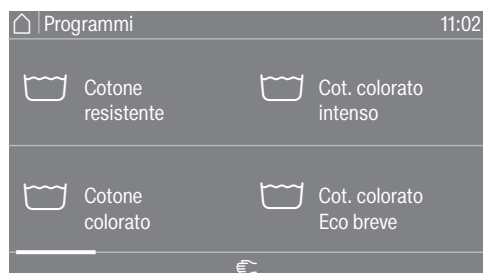 Programmi 11:02
Cotone
resistente
Cot. colorato
intenso
Cotone
colorato
Cot. colorato
Eco breve